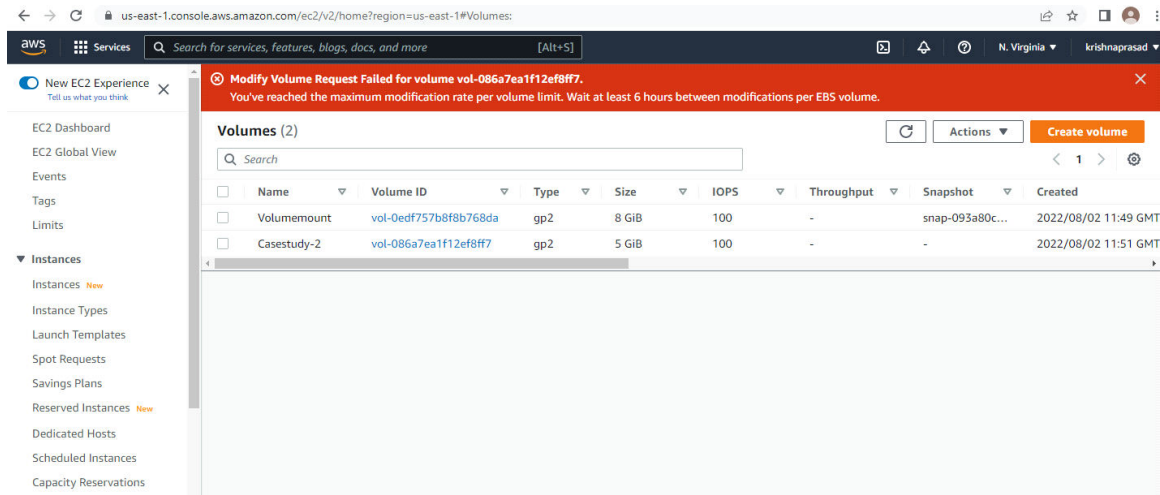 us-east-1.console.aws.amazon.com/ec2/v2/home?region=us-east-1#Volumes:
aws Services Search for services, features, blogs, docs, and more [Alt+S] N. Virginia krishnaprasad
New EC2 Experience
Tell us what you think
EC2 Dashboard
EC2 Global View
Events
Tags
Limits
Instances
Instances New
Instance Types
Launch Templates
Spot Requests
Savings Plans
Reserved Instances New
Dedicated Hosts
Scheduled Instances
Capacity Reservations
Modify Volume Request Failed for volume vol-086a7ea1f12ef8ff7.
You've reached the maximum modification rate per volume limit. Wait at least 6 hours between modifications per EBS volume.
Volumes (2) Actions Create volume
Search 1
Name Volume ID Type Size IOPS Throughput Snapshot Created
Volumemount vol-0edf757b8f8b768da gp2 8 GiB 100 - snap-093a80c... 2022/08/02 11:49 GMT
Casestudy-2 vol-086a7ea1f12ef8ff7 gp2 5 GiB 100 - - 2022/08/02 11:51 GMT